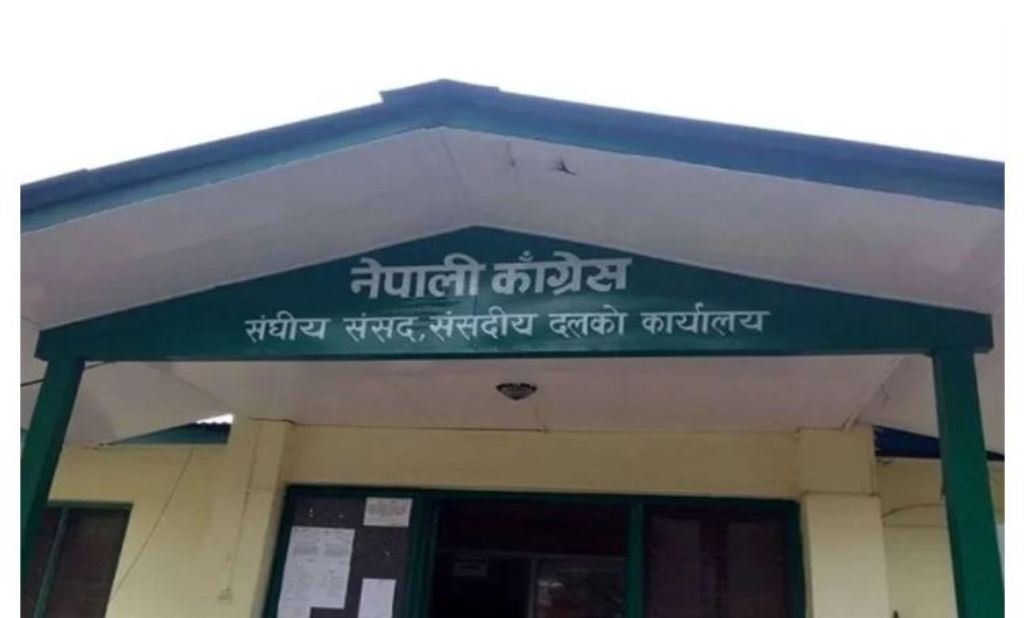 नेपाली काँग्रेस
संघीय संसद, संसदीय दलको कार्यालय